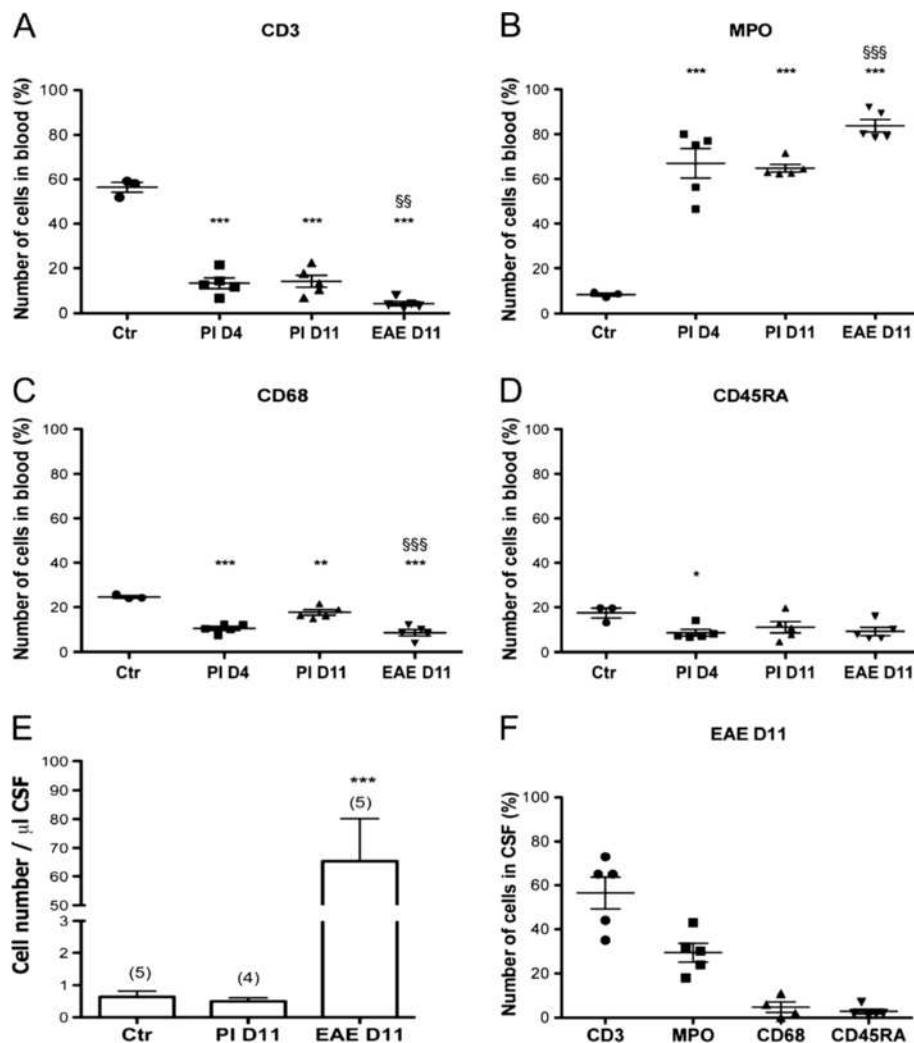 A
CD3
Number of cells in blood (%)
100
80
60
40
20
0
***
***
§§
***
Ctr
PI D4
PI D11
EAE D11
B
MPO
Number of cells in blood (%)
100
80
60
40
20
0
***
***
§§§
***
Ctr
PI D4
PI D11
EAE D11
C
CD68
Number of cells in blood (%)
100
80
60
40
20
0
***
**
§§§
***
Ctr
PI D4
PI D11
EAE D11
D
CD45RA
Number of cells in blood (%)
100
80
60
40
20
0
*
Ctr
PI D4
PI D11
EAE D11
E
Cell number / µl CSF
100
90
80
70
60
50
3
2
1
0
(5)
(4)
***
(5)
Ctr
PI D11
EAE D11
F
EAE D11
Number of cells in CSF (%)
100
80
60
40
20
0
CD3
MPO
CD68
CD45RA